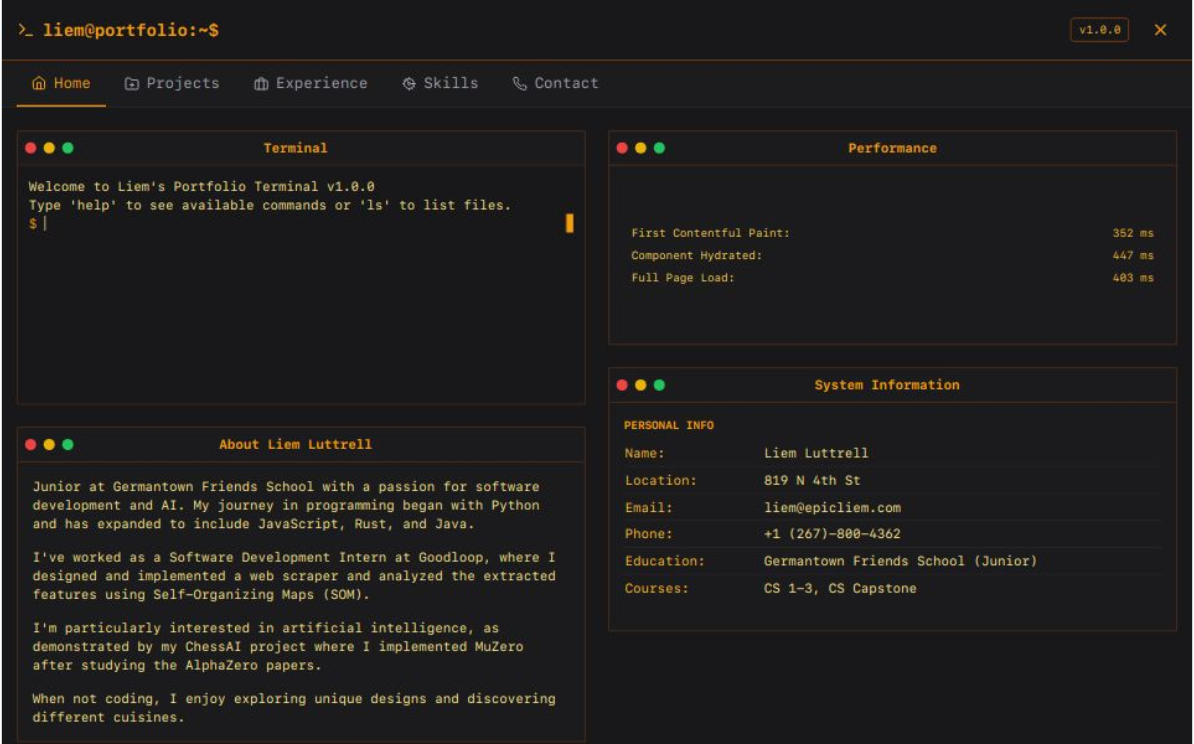 >_ liem@portfolio:~$
v1.0.0
Home Projects Experience Skills Contact
Terminal
Welcome to Liem's Portfolio Terminal v1.0.0
Type 'help' to see available commands or 'ls' to list files.
$
About Liem Luttrell
Junior at Germantown Friends School with a passion for software
development and AI. My journey in programming began with Python
and has expanded to include JavaScript, Rust, and Java.
I've worked as a Software Development Intern at Goodloop, where I
designed and implemented a web scraper and analyzed the extracted
features using Self-Organizing Maps (SOM).
I'm particularly interested in artificial intelligence, as
demonstrated by my ChessAI project where I implemented MuZero
after studying the AlphaZero papers.
When not coding, I enjoy exploring unique designs and discovering
different cuisines.
Performance
First Contentful Paint: 352 ms
Component Hydrated: 447 ms
Full Page Load: 403 ms
System Information
PERSONAL INFO
Name: Liem Luttrell
Location: 819 N 4th St
Email: liem@epicliem.com
Phone: +1 (267)-800-4362
Education: Germantown Friends School (Junior)
Courses: CS 1-3, CS Capstone